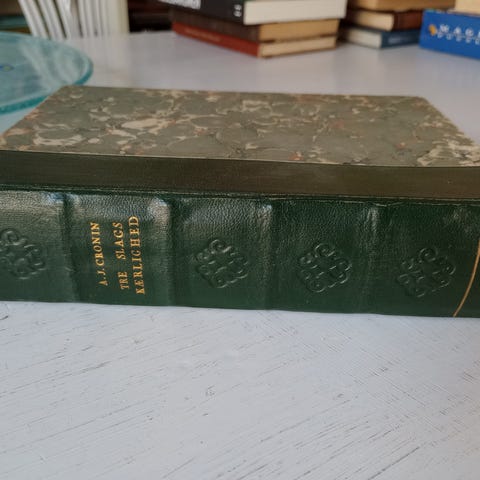 A.J. CRONIN
TRE SLAGS
KÆRLIGHED